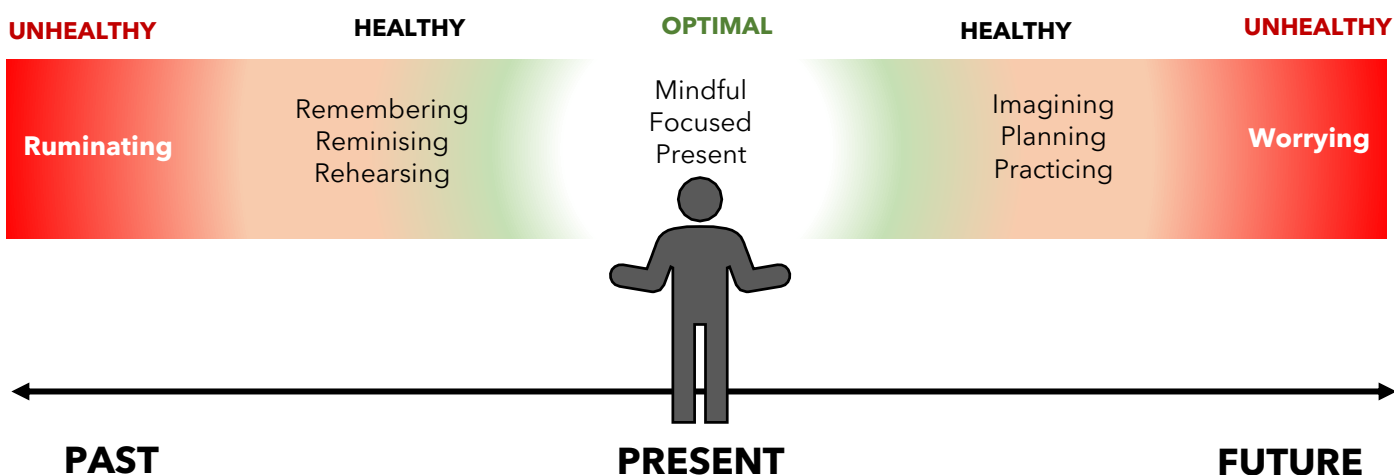 UNHEALTHY
HEALTHY
OPTIMAL
HEALTHY
UNHEALTHY
Ruminating
Remembering
Reminising
Rehearsing
Mindful
Focused
Present
Imagining
Planning
Practicing
Worrying
PAST
PRESENT
FUTURE